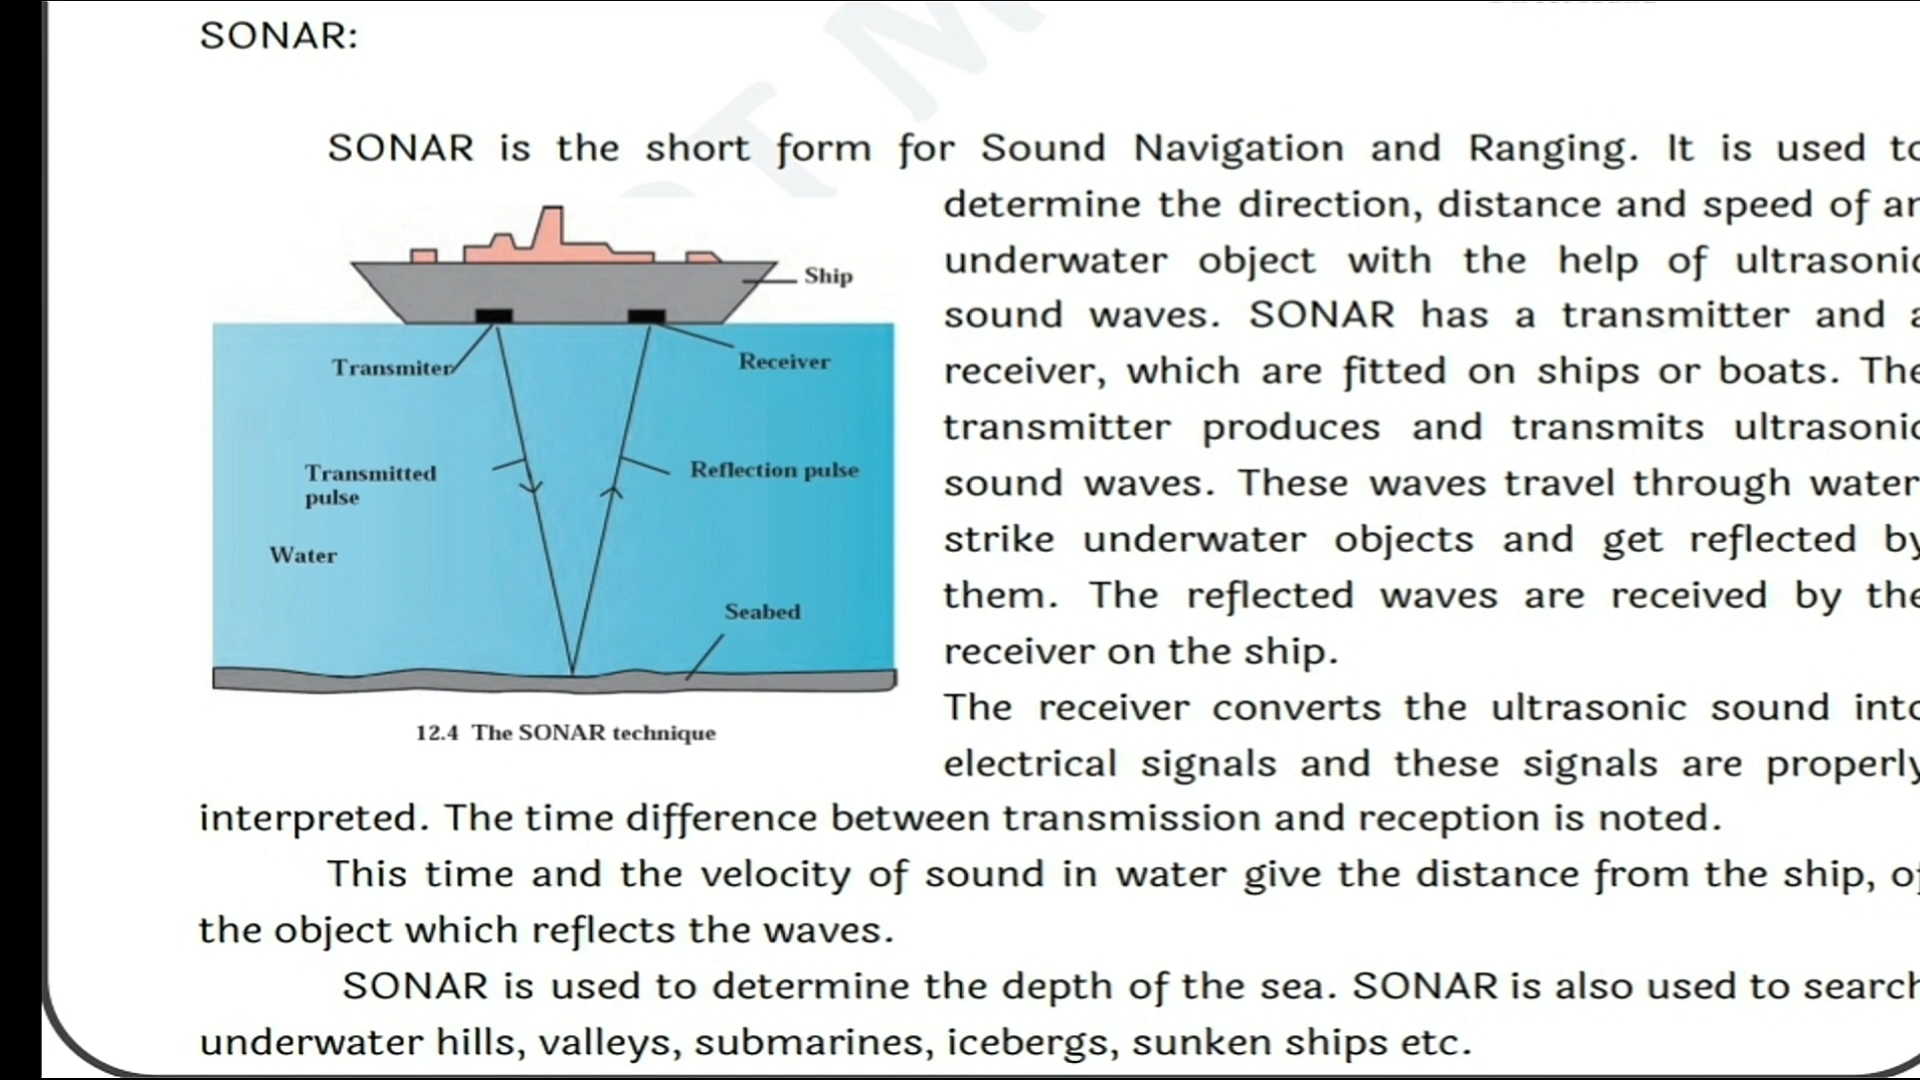 SONAR:
SONAR is the short form for Sound Navigation and Ranging. It is used to
determine the direction, distance and speed of an
underwater object with the help of ultrasonic
sound waves. SONAR has a transmitter and a
receiver, which are fitted on ships or boats. The
transmitter produces and transmits ultrasonic
sound waves. These waves travel through water
strike underwater objects and get reflected by
them. The reflected waves are received by the
receiver on the ship.
The receiver converts the ultrasonic sound into
electrical signals and these signals are properly
interpreted. The time difference between transmission and reception is noted.
This time and the velocity of sound in water give the distance from the ship, of
the object which reflects the waves.
SONAR is used to determine the depth of the sea. SONAR is also used to search
underwater hills, valleys, submarines, icebergs, sunken ships etc.
Ship
Transmiter
Receiver
Transmitted
pulse
Reflection pulse
Water
Seabed
12.4 The SONAR technique